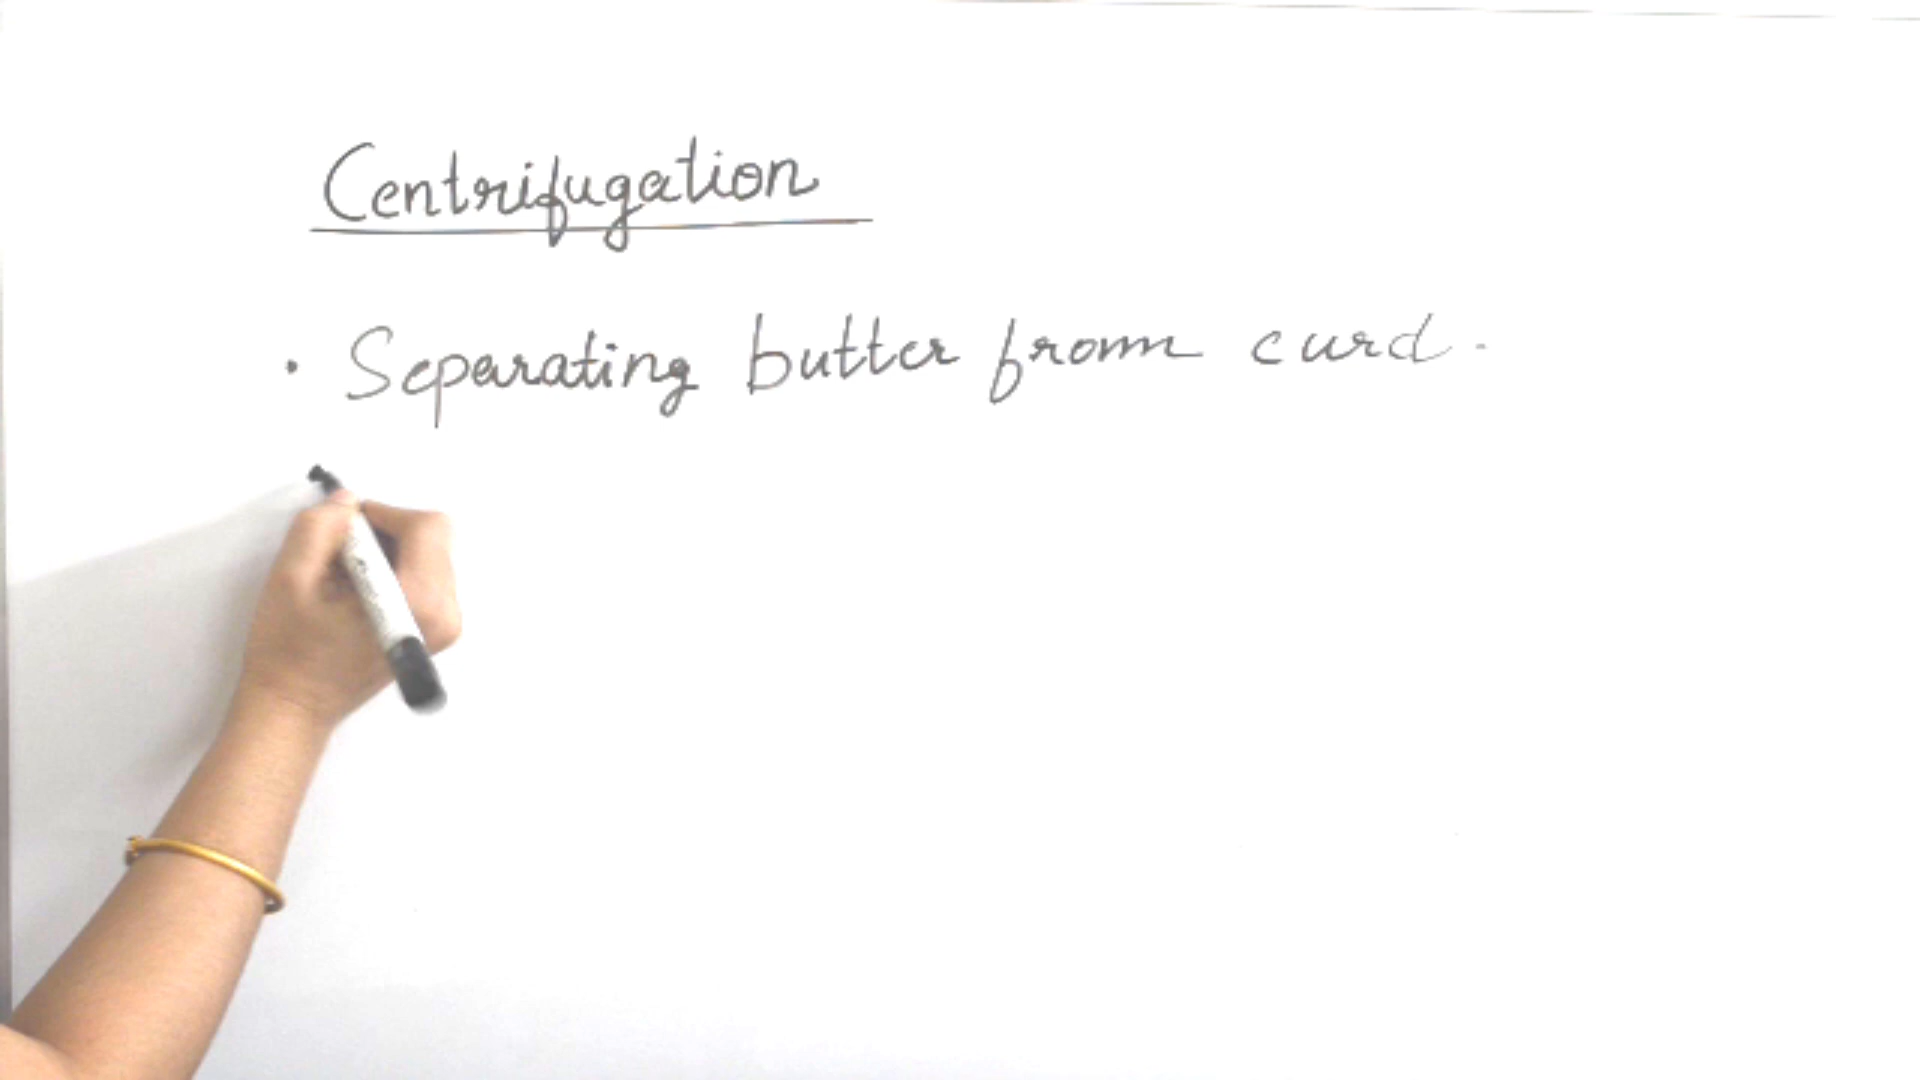 Centrifugation
· Separating butter from curd.